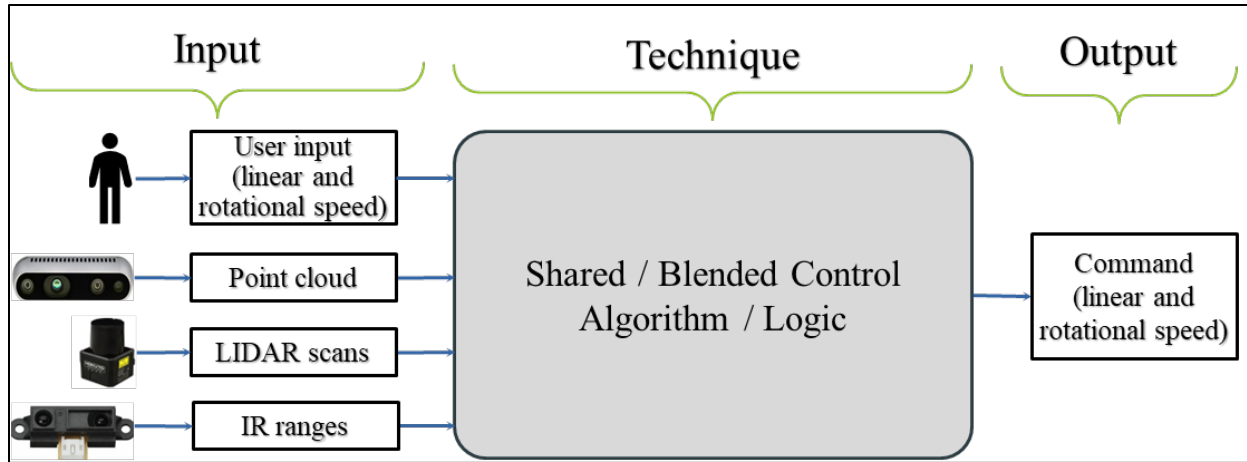 Input
Technique
Output
User input
(linear and
rotational speed)
Point cloud
LIDAR scans
IR ranges
Shared / Blended Control
Algorithm / Logic
Command
(linear and
rotational speed)